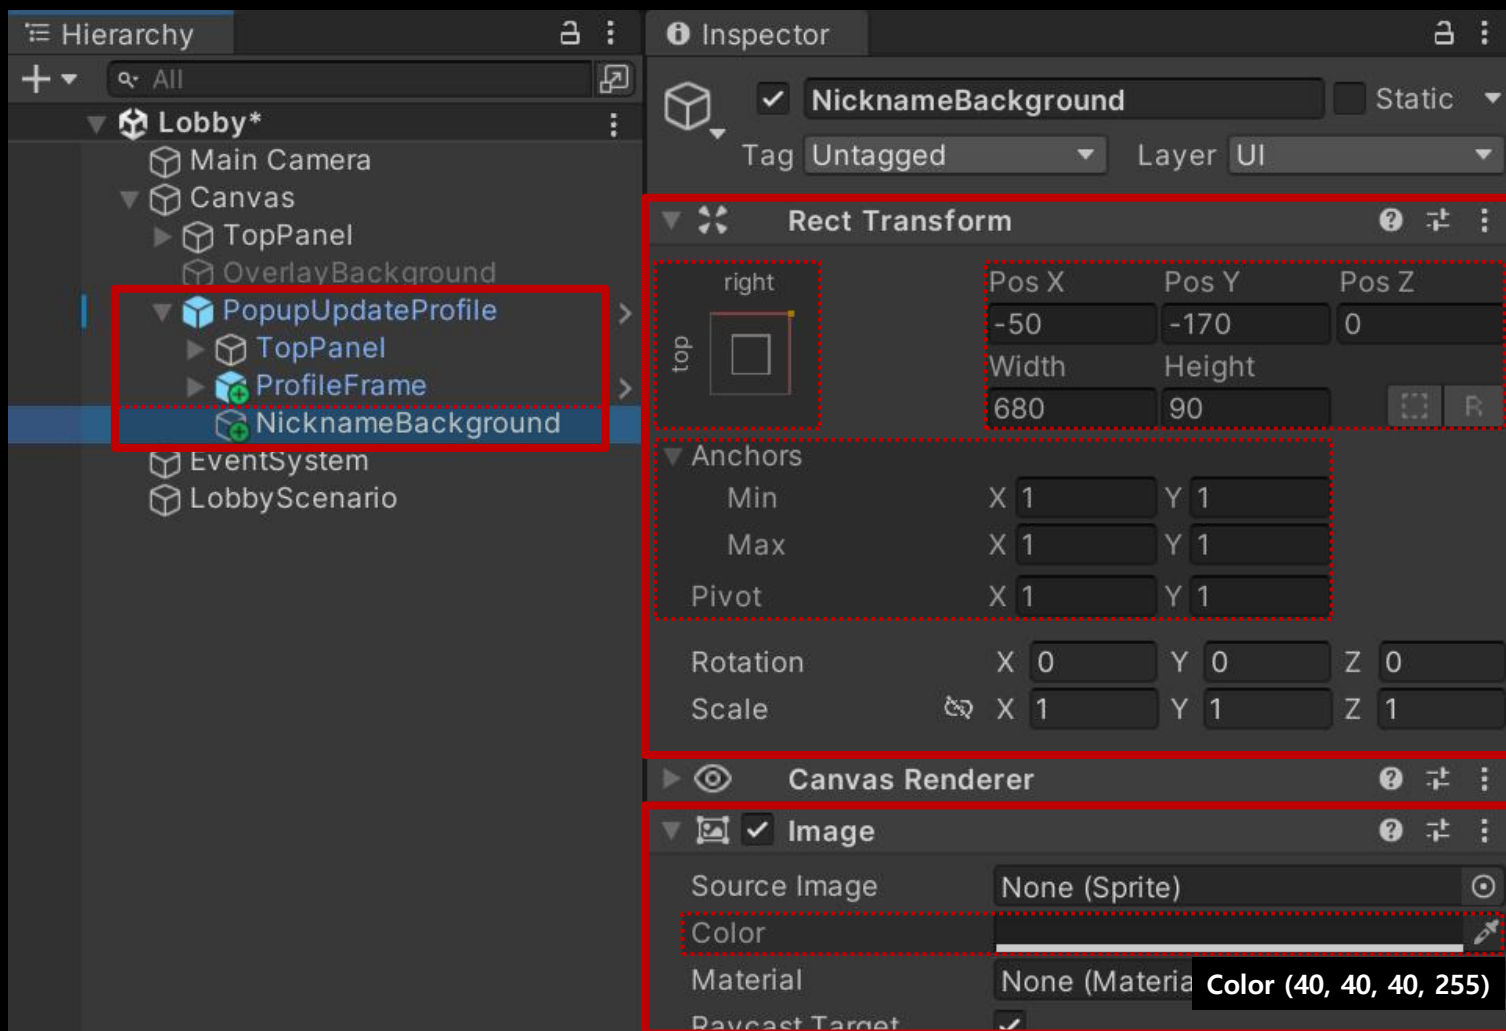 Hierarchy
All
Lobby*
Main Camera
Canvas
TopPanel
OverlayBackground
PopupUpdateProfile
TopPanel
ProfileFrame
NicknameBackground
EventSystem
LobbyScenario
Inspector
NicknameBackground Static
Tag Untagged Layer UI
Rect Transform
right
top
Pos X Pos Y Pos Z
-50 -170 0
Width Height
680 90 R
Anchors
Min X 1 Y 1
Max X 1 Y 1
Pivot X 1 Y 1
Rotation X 0 Y 0 Z 0
Scale X 1 Y 1 Z 1
Canvas Renderer
Image
Source Image None (Sprite)
Color
Material None (Materia
Color (40, 40, 40, 255)
Raycast Target